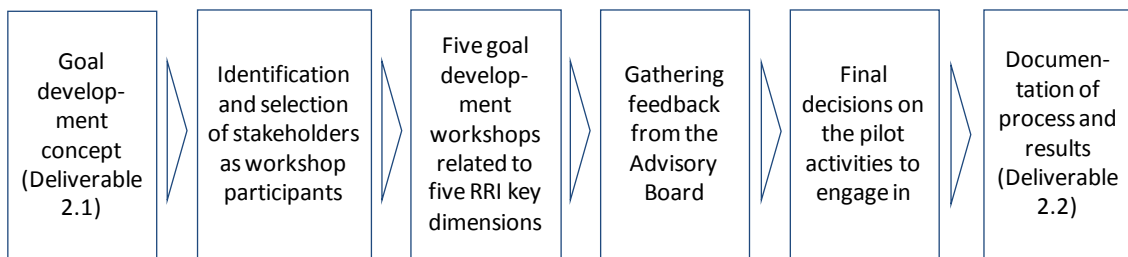 Goal
develop-
ment
concept
(Deliverable
2.1)
Identification
and selection
of stakeholders
as workshop
participants
Five goal
develop-
ment
workshops
related to
five RRI key
dimensions
Gathering
feedback
from the
Advisory
Board
Final
decisions on
the pilot
activities to
engage in
Documen-
tation of
process and
results
(Deliverable
2.2)